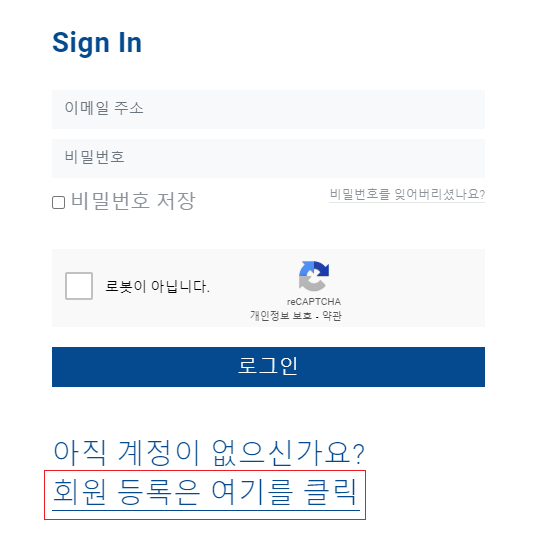 Sign In
이메일 주소
비밀번호
비밀번호 저장
비밀번호를 잊어버리셨나요?
로봇이 아닙니다.
reCAPTCHA
개인정보 보호 - 약관
로그인
아직 계정이 없으신가요?
회원 등록은 여기를 클릭